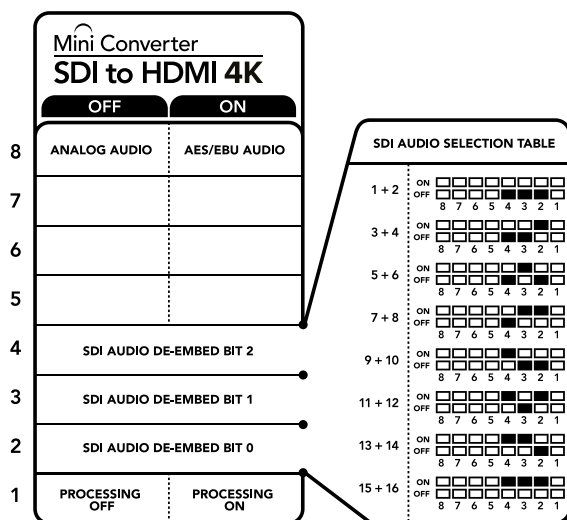 Mini Converter
SDI to HDMI 4K
OFF ON
8 ANALOG AUDIO AES/EBU AUDIO
7
6
5
4 SDI AUDIO DE-EMBED BIT 2
3 SDI AUDIO DE-EMBED BIT 1
2 SDI AUDIO DE-EMBED BIT 0
1 PROCESSING OFF PROCESSING ON
SDI AUDIO SELECTION TABLE
1 + 2 ON
OFF
8 7 6 5 4 3 2 1
3 + 4 ON
OFF
8 7 6 5 4 3 2 1
5 + 6 ON
OFF
8 7 6 5 4 3 2 1
7 + 8 ON
OFF
8 7 6 5 4 3 2 1
9 + 10 ON
OFF
8 7 6 5 4 3 2 1
11 + 12 ON
OFF
8 7 6 5 4 3 2 1
13 + 14 ON
OFF
8 7 6 5 4 3 2 1
15 + 16 ON
OFF
8 7 6 5 4 3 2 1